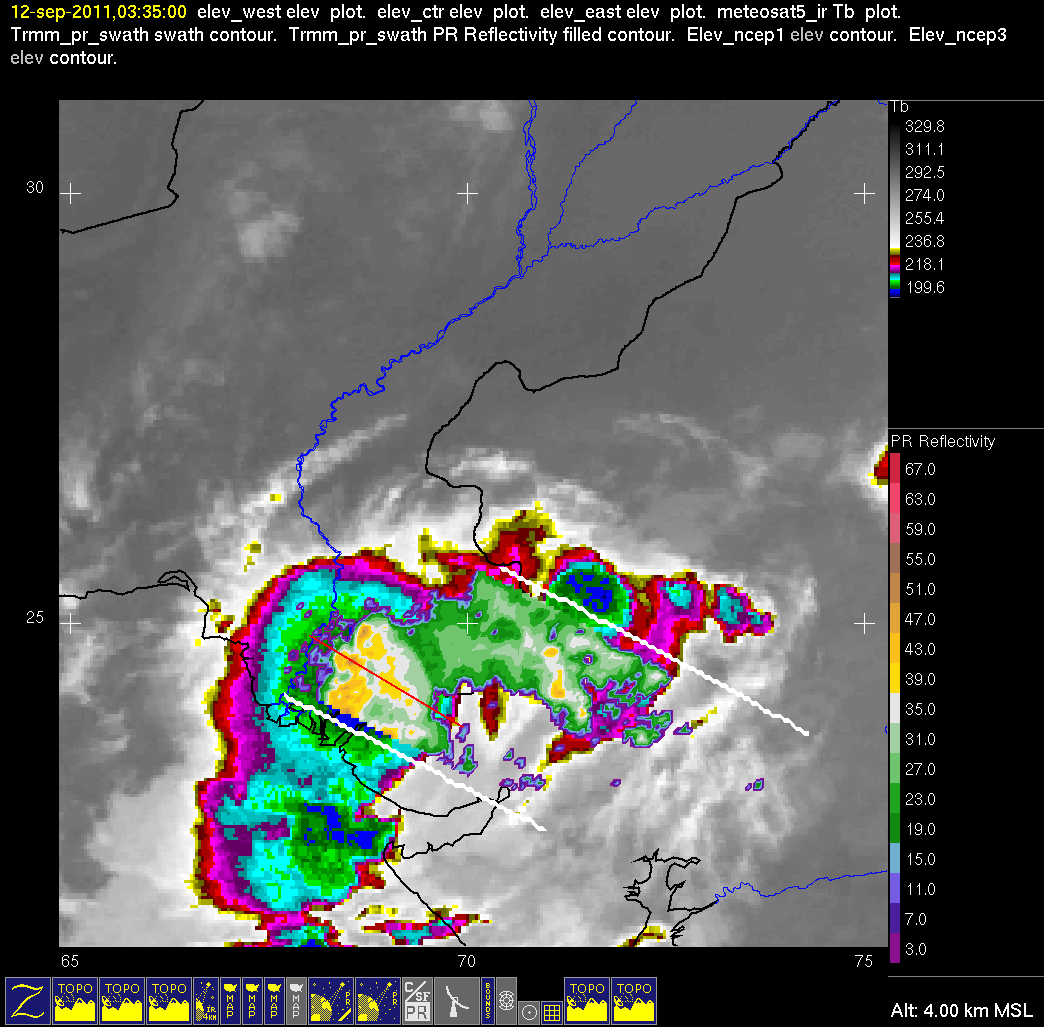 12-sep-2011,03:35:00 elev_west elev plot. elev_ctr elev plot. elev_east elev plot. meteosat5_ir Tb plot.
Trmm_pr_swath swath contour. Trmm_pr_swath PR Reflectivity filled contour. Elev_ncep1 elev contour. Elev_ncep3
elev contour.
Tb
329.8
311.1
292.5
274.0
255.4
236.8
218.1
199.6
30
25
65
70
75
PR Reflectivity
67.0
63.0
59.0
55.0
51.0
47.0
43.0
39.0
35.0
31.0
27.0
23.0
19.0
15.0
11.0
7.0
3.0
Z
TOPO
TOPO
TOPO
IR
4KM
MAP
MAP
MAP
MAP
PR
PR
C/SF
PR
BOUNDS
TOPO
TOPO
Alt: 4.00 km MSL